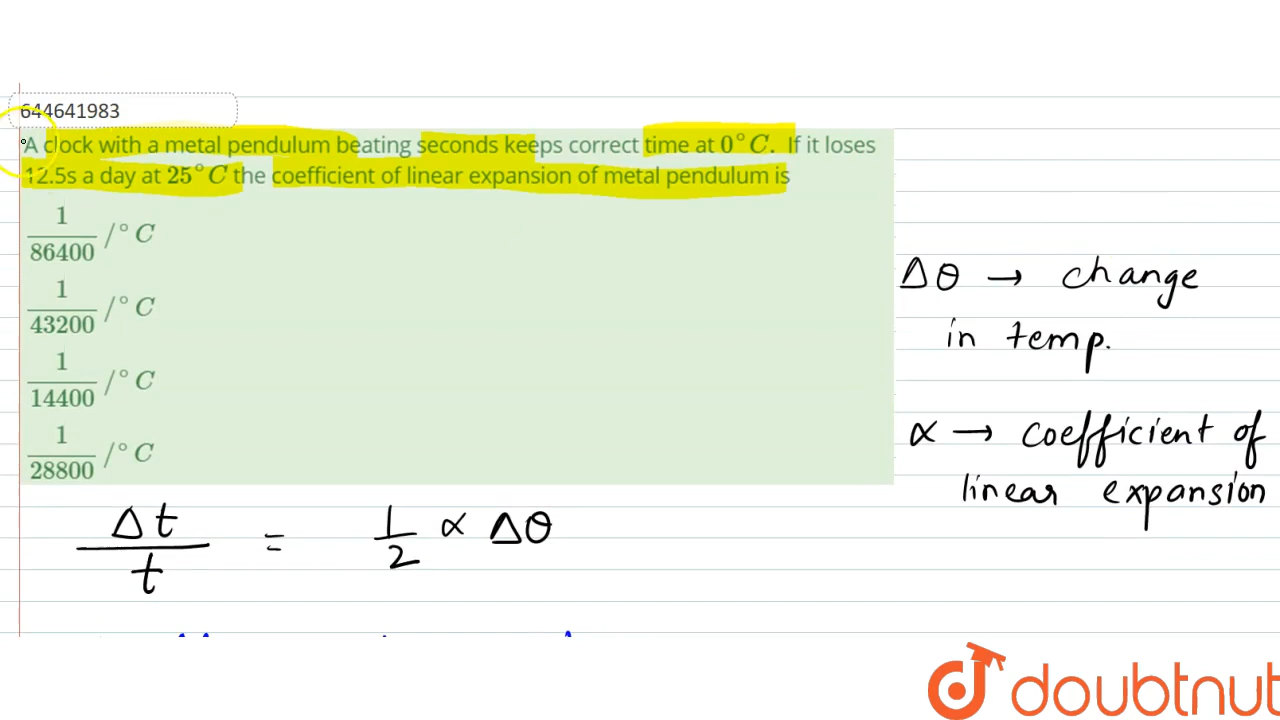 644641983
A clock with a metal pendulum beating seconds keeps correct time at 0°C. If it loses
12.5s a day at 25°C the coefficient of linear expansion of metal pendulum is
1/86400 /°C
1/43200 /°C
1/14400 /°C
1/28800 /°C
Δθ → change
in temp.
α → coefficient of
linear expansion
Δt/t = 1/2 α Δθ
doubtnut